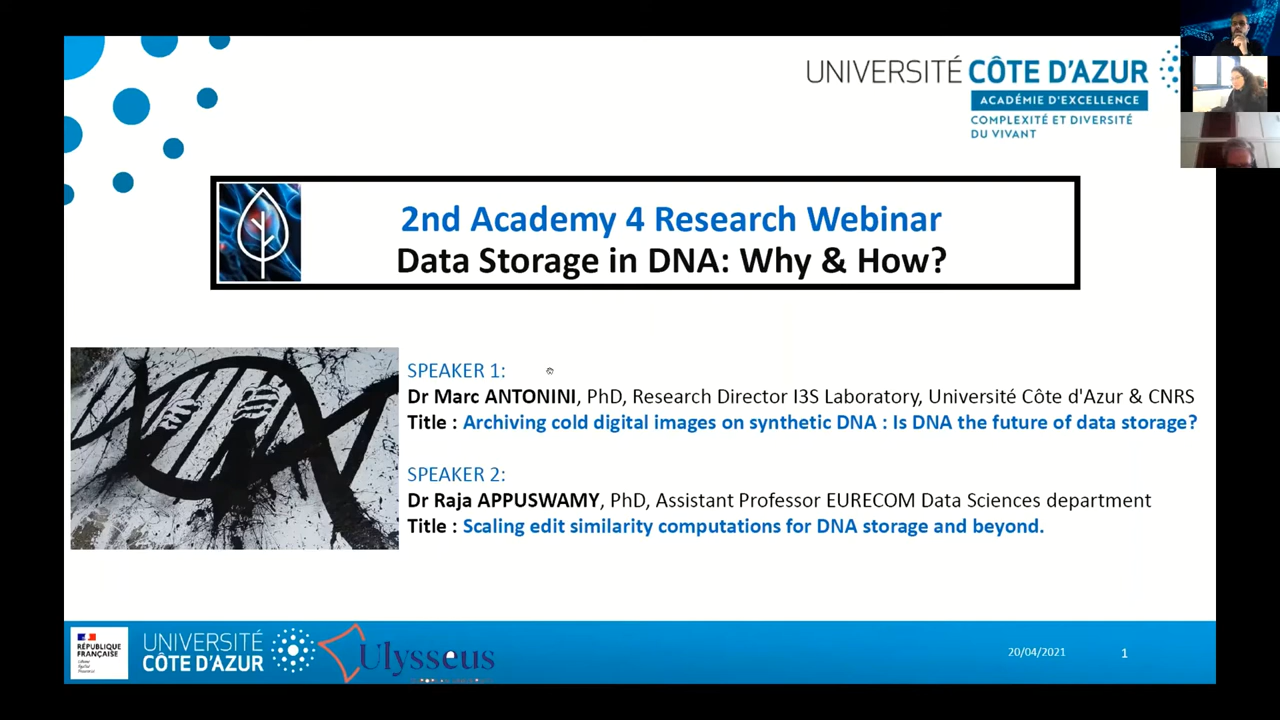 UNIVERSITÉ CÔTE D'AZUR
ACADÉMIE D'EXCELLENCE
COMPLEXITÉ ET DIVERSITÉ
DU VIVANT
2nd Academy 4 Research Webinar
Data Storage in DNA: Why & How?
SPEAKER 1:
Dr Marc ANTONINI, PhD, Research Director I3S Laboratory, Université Côte d'Azur & CNRS
Title : Archiving cold digital images on synthetic DNA : Is DNA the future of data storage?
SPEAKER 2:
Dr Raja APPUSWAMY, PhD, Assistant Professor EURECOM Data Sciences department
Title : Scaling edit similarity computations for DNA storage and beyond.
RÉPUBLIQUE
FRANÇAISE
UNIVERSITÉ
CÔTE D'AZUR
Ulysseus
20/04/2021
1